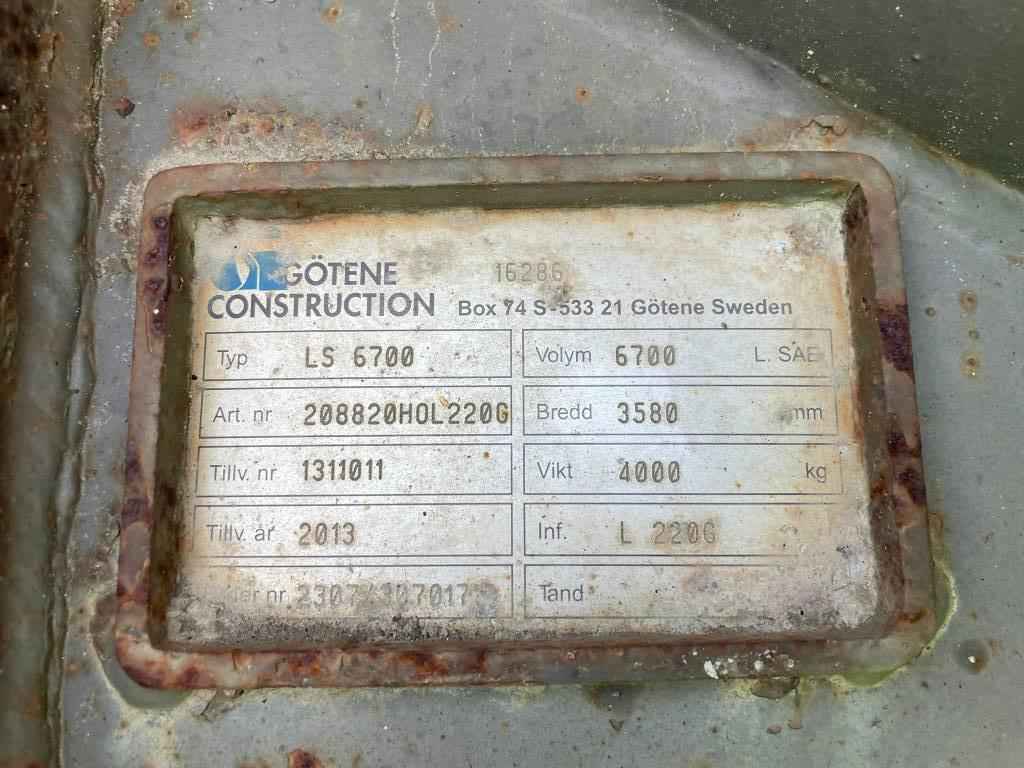 GÖTENE 16286
CONSTRUCTION Box 74 S-533 21 Götene Sweden
Typ LS 6700 Volym 6700 L. SAE
Art. nr 208820HOL220G Bredd 3580 mm
Tillv. nr 1311011 Vikt 4000 kg
Tillv. år 2013 Inf. L 220G
nr Tand